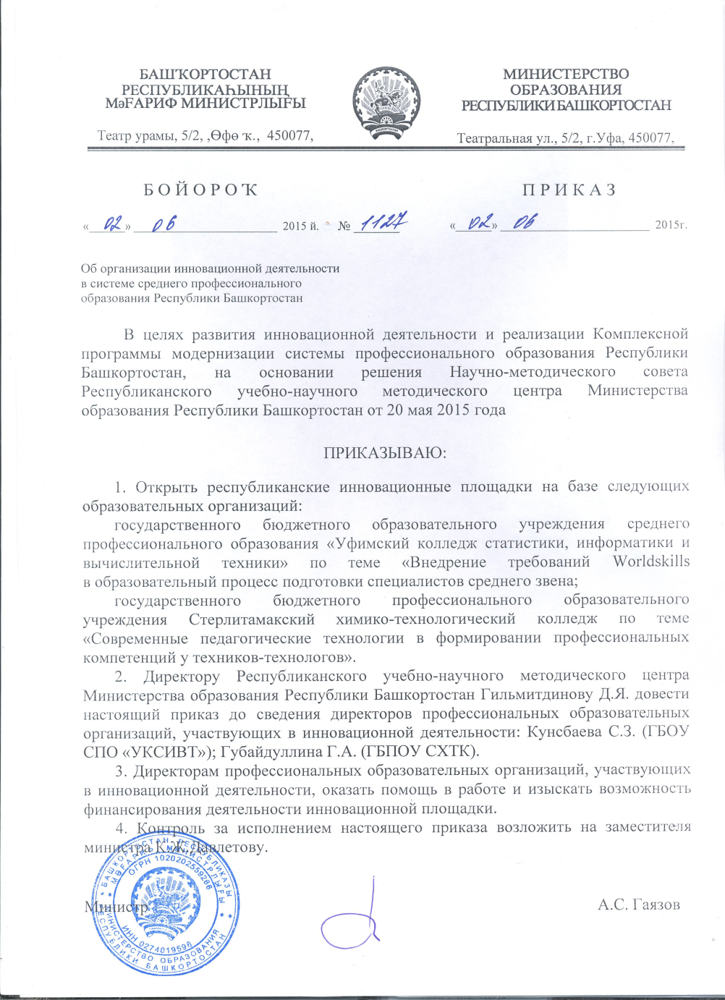 БАШҠОРТОСТАН
РЕСПУБЛИКАҺЫНЫҢ
МәҒАРИФ МИНИСТРЛЫҒЫ
Театр урамы, 5/2, ,Өфө ҡ., 450077,
МИНИСТЕРСТВО
ОБРАЗОВАНИЯ
РЕСПУБЛИКИ БАШКОРТОСТАН
Театральная ул., 5/2, г.Уфа, 450077,
БАШКОРТОСТАН
Б О Й О Р О Ҡ
П Р И К А З
«02» 06 2015 й. № 1127 «02» 06 2015г.
Об организации инновационной деятельности
в системе среднего профессионального
образования Республики Башкортостан
В целях развития инновационной деятельности и реализации Комплексной
программы модернизации системы профессионального образования Республики
Башкортостан, на основании решения Научно-методического совета
Республиканского учебно-научного методического центра Министерства
образования Республики Башкортостан от 20 мая 2015 года
ПРИКАЗЫВАЮ:
1. Открыть республиканские инновационные площадки на базе следующих
образовательных организаций:
государственного бюджетного образовательного учреждения среднего
профессионального образования «Уфимский колледж статистики, информатики и
вычислительной техники» по теме «Внедрение требований Worldskills
в образовательный процесс подготовки специалистов среднего звена;
государственного бюджетного профессионального образовательного
учреждения Стерлитамакский химико-технологический колледж по теме
«Современные педагогические технологии в формировании профессиональных
компетенций у техников-технологов».
2. Директору Республиканского учебно-научного методического центра
Министерства образования Республики Башкортостан Гильмитдинову Д.Я. довести
настоящий приказ до сведения директоров профессиональных образовательных
организаций, участвующих в инновационной деятельности: Кунсбаева С.З. (ГБОУ
СПО «УКСИВТ»); Губайдуллина Г.А. (ГБПОУ СХТК).
3. Директорам профессиональных образовательных организаций, участвующих
в инновационной деятельности, оказать помощь в работе и изыскать возможность
финансирования деятельности инновационной площадки.
4. Контроль за исполнением настоящего приказа возложить на заместителя
министра К.Ж.Давлетову.
Министр
А.С. Гаязов
БАШҠОРТОСТАН РЕСПУБЛИКАЗЫ
МӘҒАРИФ МИНИСТРЛЫҒЫ
ОГРН 1020202559266
ИНН 0274019596
МИНИСТЕРСТВО ОБРАЗОВАНИЯ
РЕСПУБЛИКИ БАШКОРТОСТАН